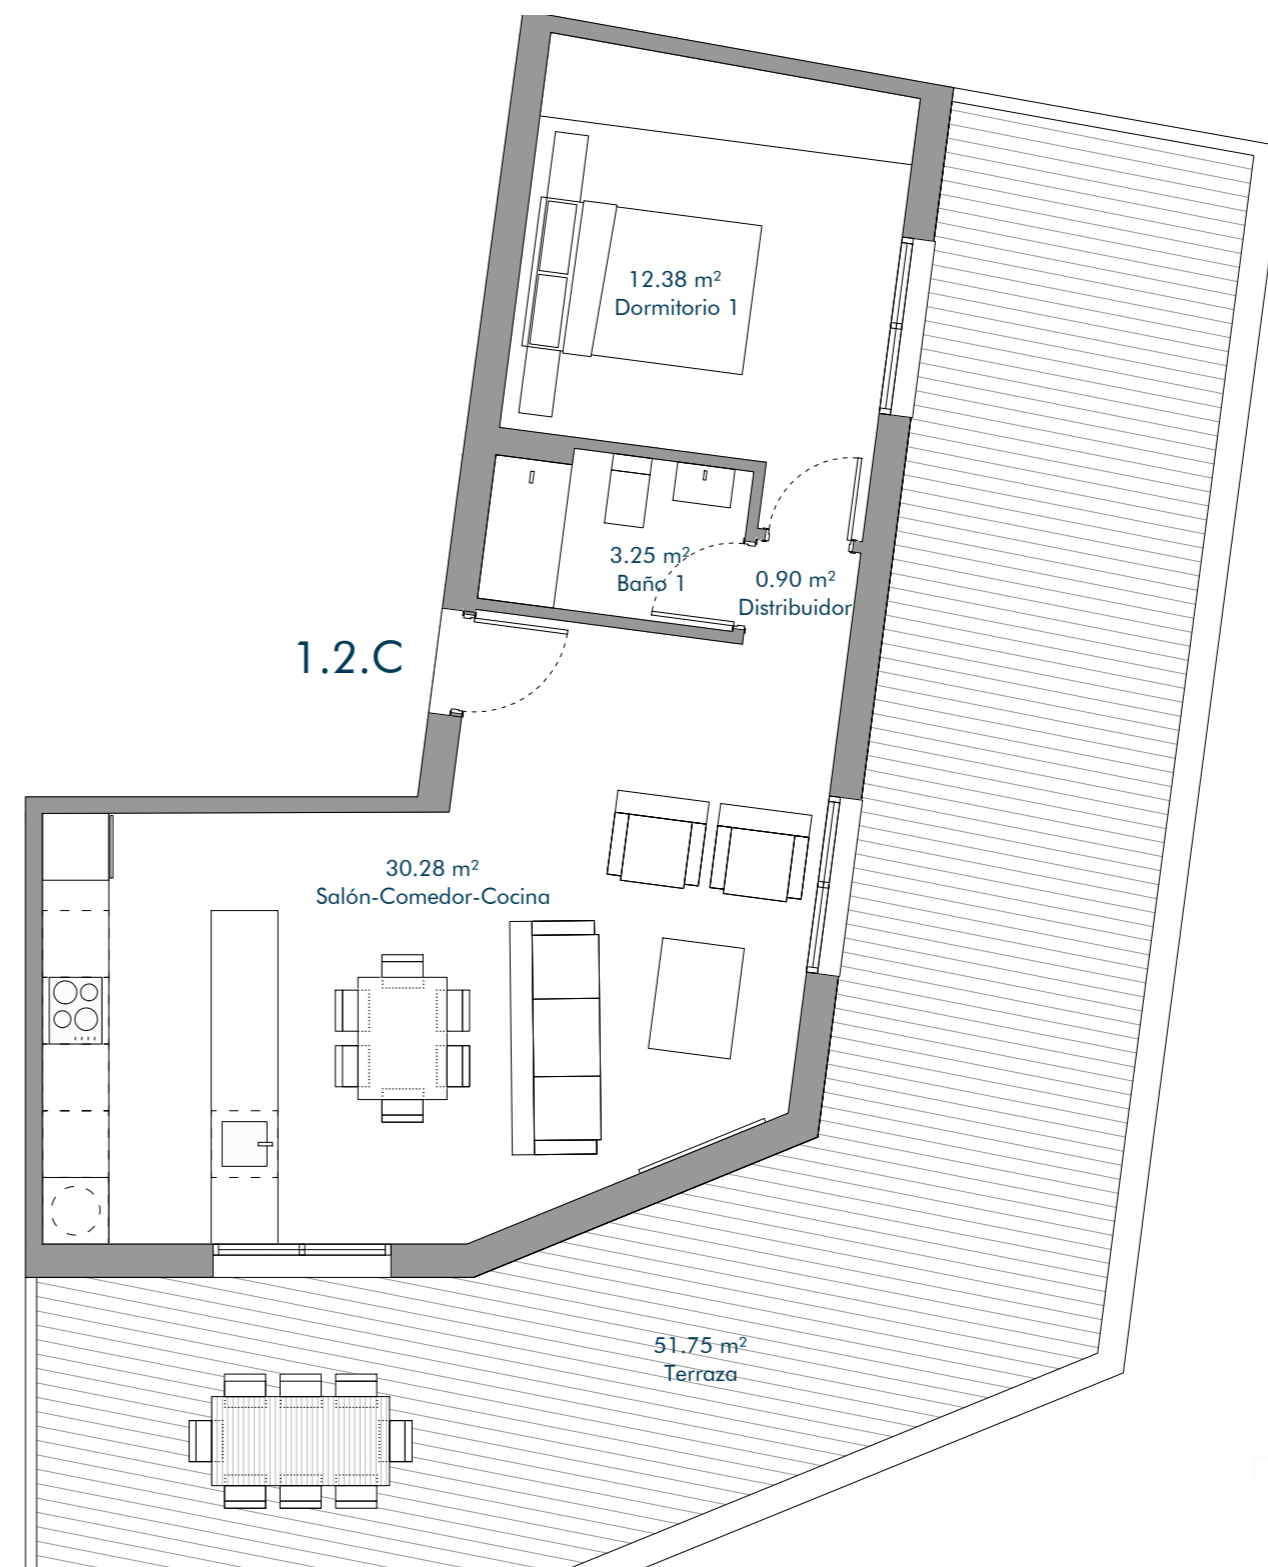 12.38 m²
Dormitorio 1
3.25 m²
Baño 1
0.90 m²
Distribuidor
1.2.C
30.28 m²
Salón-Comedor-Cocina
51.75 m²
Terraza